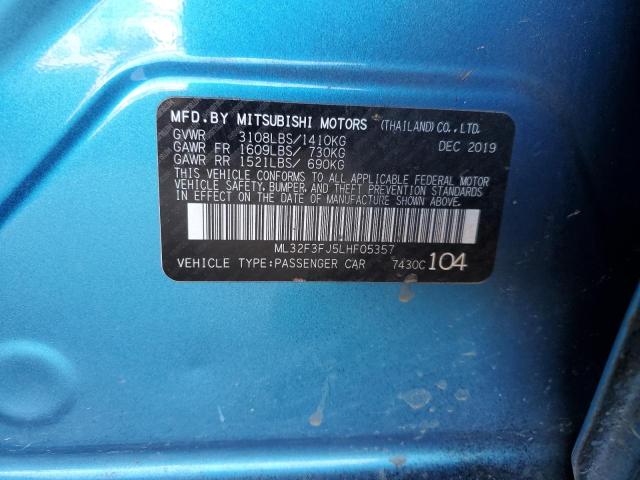 MFD.BY MITSUBISHI MOTORS (THAILAND) CO., LTD.
GVWR 3108LBS/1410KG DEC 2019
GAWR FR 1609LBS/ 730KG
GAWR RR 1521LBS/ 690KG
THIS VEHICLE CONFORMS TO ALL APPLICABLE FEDERAL MOTOR
VEHICLE SAFETY, BUMPER, AND THEFT PREVENTION STANDARDS
IN EFFECT ON THE DATE OF MANUFACTURE SHOWN ABOVE.
ML32F3FJ5LHF05357
VEHICLE TYPE:PASSENGER CAR 7430C 104